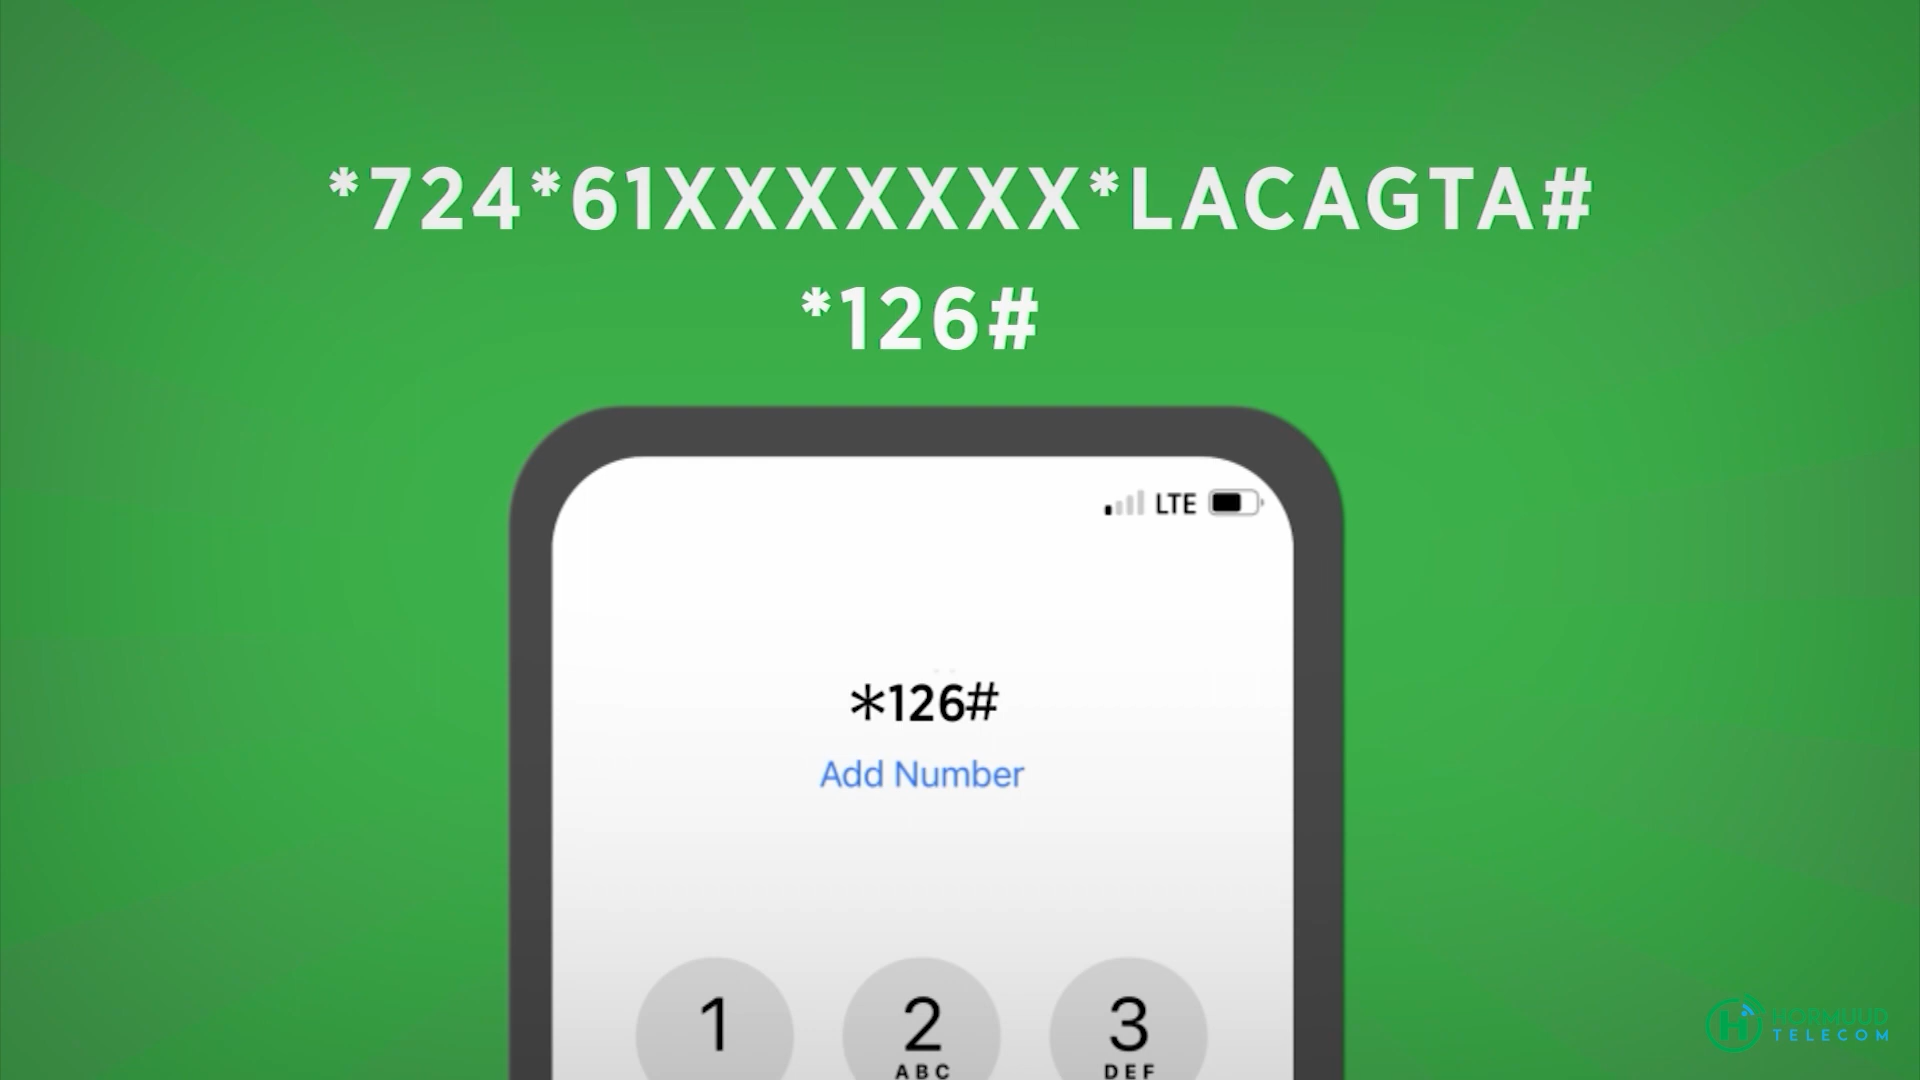 *724*61XXXXXXX*LACAGTA#
*126#
LTE
*126#
Add Number
1 2 3
ABC DEF
HORMUUD
TELECOM